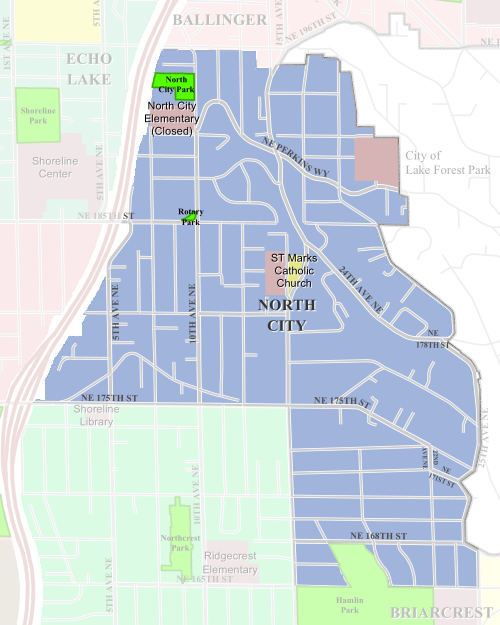 BALLINGER
15TH AVE NE
NE 196TH ST
1ST AVE NE
ECHO
LAKE
North
City Park
Shoreline
Park
North City
Elementary
(Closed)
NE PERKINS WY
City of
Lake Forest Park
Shoreline
Center
5TH AVE NE
NE 185TH ST
Rotary
Park
ST Marks
Catholic
Church
24TH AVE NE
NORTH
CITY
5TH AVE NE
10TH AVE NE
NE
178TH ST
NE 175TH ST
NE 175TH ST
Shoreline
Library
25TH AVE NE
22ND
AVE NE
NE
171ST ST
10TH AVE NE
Northcrest
Park
NE 168TH ST
Ridgecrest
Elementary
5TH AVE NE
NE 165TH ST
Hamlin
Park
BRIARCREST